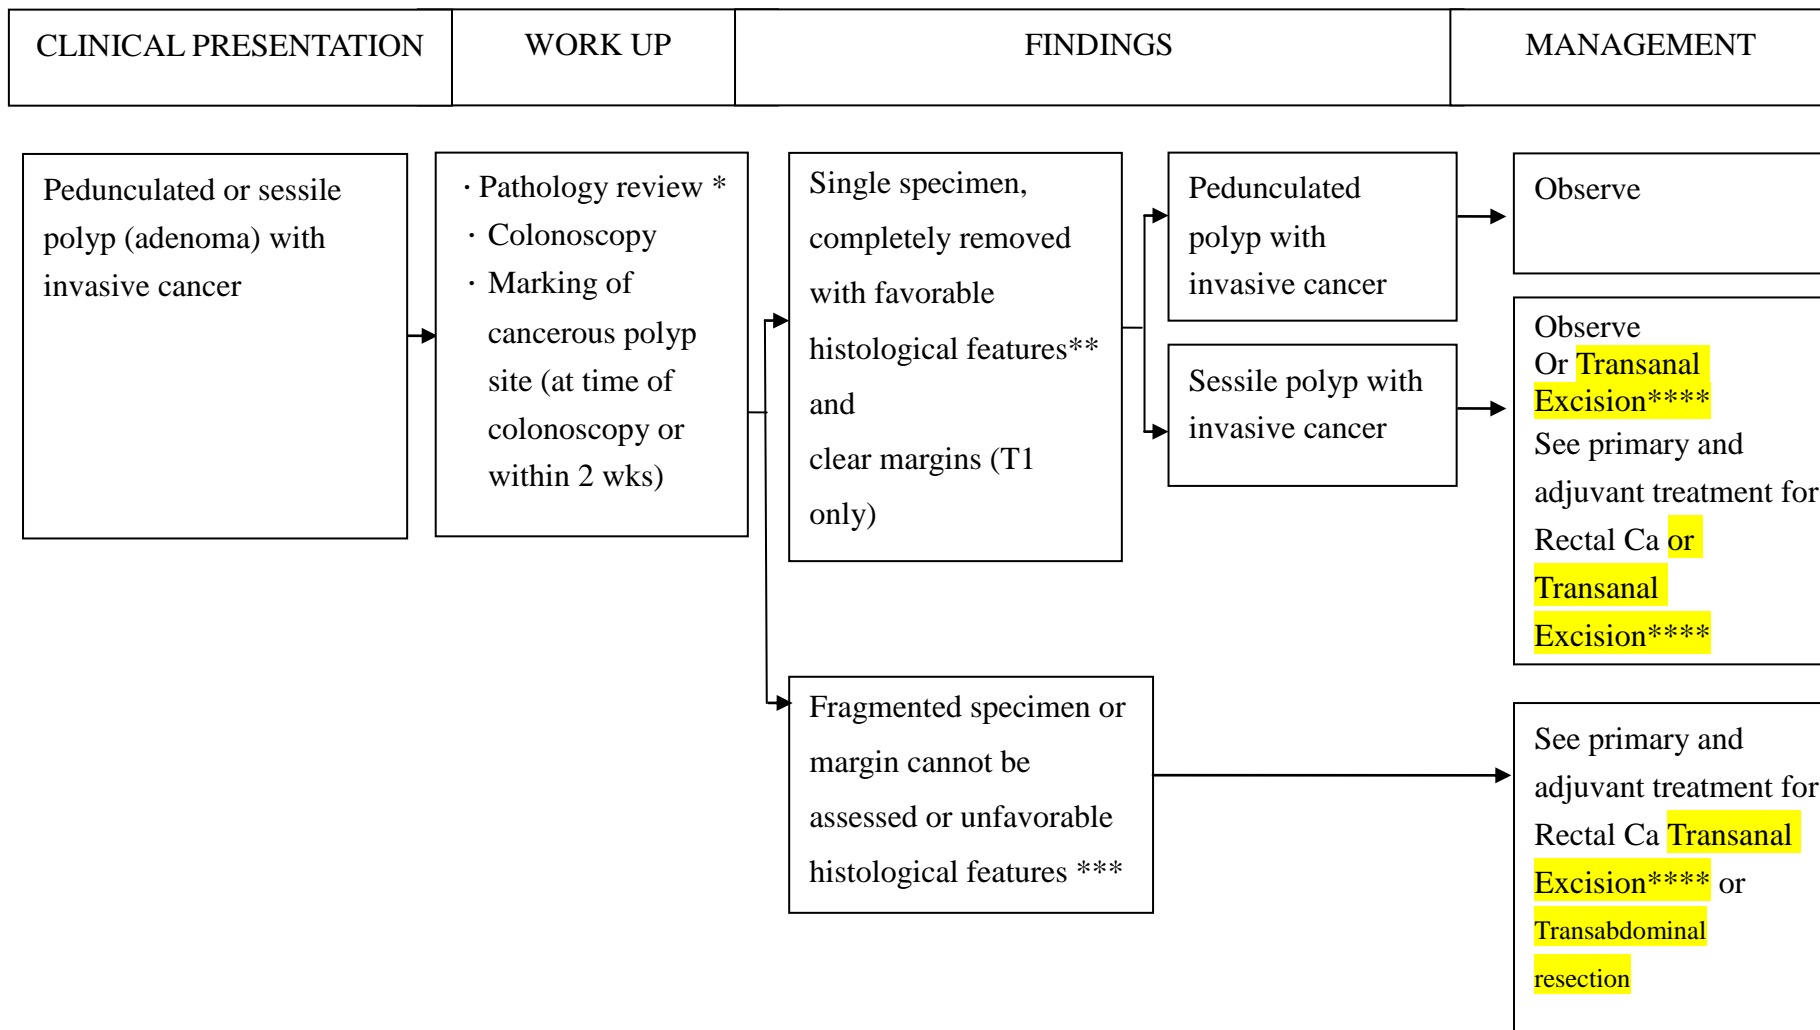 CLINICAL PRESENTATION
WORK UP
FINDINGS
MANAGEMENT
Pedunculated or sessile
polyp (adenoma) with
invasive cancer
· Pathology review *
· Colonoscopy
· Marking of
cancerous polyp
site (at time of
colonoscopy or
within 2 wks)
Single specimen,
completely removed
with favorable
histological features**
and
clear margins (T1
only)
Pedunculated
polyp with
invasive cancer
Observe
Sessile polyp with
invasive cancer
Observe
Or Transanal
Excision****
See primary and
adjuvant treatment for
Rectal Ca or
Transanal
Excision****
Fragmented specimen or
margin cannot be
assessed or unfavorable
histological features ***
See primary and
adjuvant treatment for
Rectal Ca Transanal
Excision**** or
Transabdominal
resection